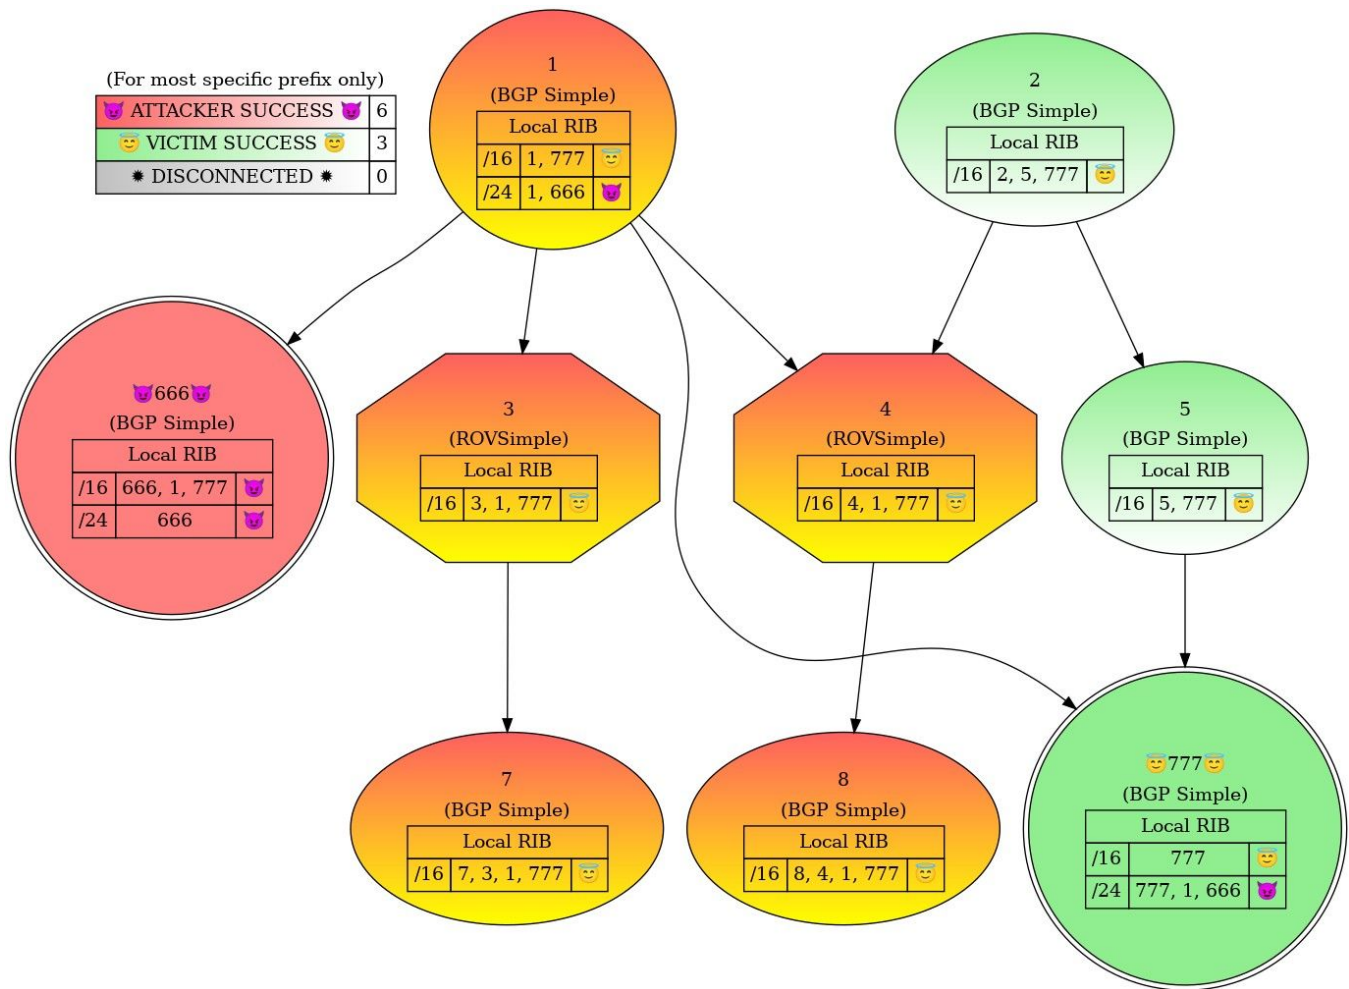 (For most specific prefix only)
😈 ATTACKER SUCCESS 😈 6
😇 VICTIM SUCCESS 😇 3
✹ DISCONNECTED ✹ 0
1
(BGP Simple)
Local RIB
/16 1, 777 😇
/24 1, 666 😈
2
(BGP Simple)
Local RIB
/16 2, 5, 777 😇
😈666😈
(BGP Simple)
Local RIB
/16 666, 1, 777 😈
/24 666 😈
3
(ROVSimple)
Local RIB
/16 3, 1, 777 😇
4
(ROVSimple)
Local RIB
/16 4, 1, 777 😇
5
(BGP Simple)
Local RIB
/16 5, 777 😇
7
(BGP Simple)
Local RIB
/16 7, 3, 1, 777 😇
8
(BGP Simple)
Local RIB
/16 8, 4, 1, 777 😇
😇777😇
(BGP Simple)
Local RIB
/16 777 😇
/24 777, 1, 666 😈